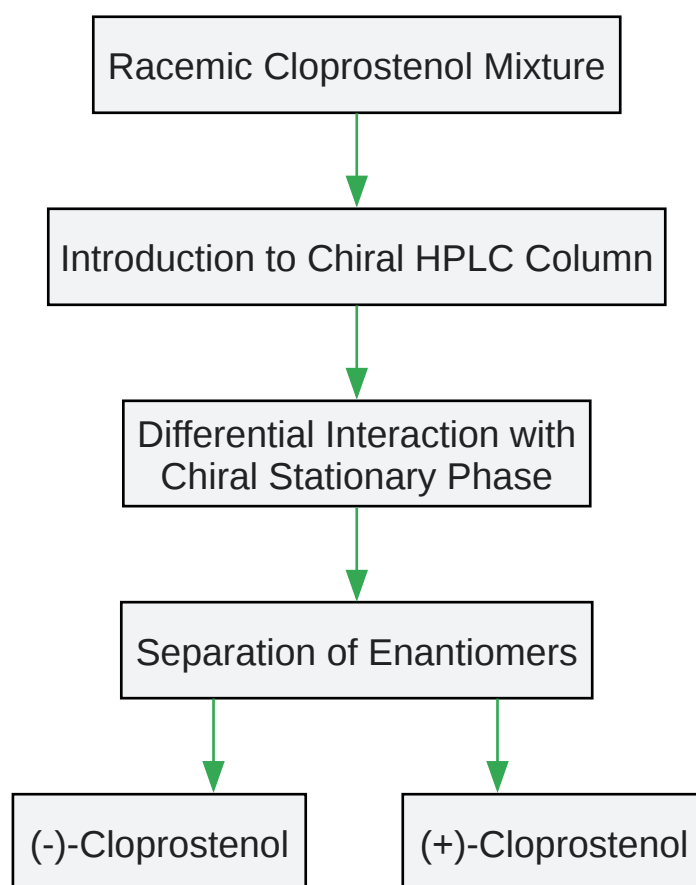 Racemic Cloprostenol Mixture
Introduction to Chiral HPLC Column
Differential Interaction with
Chiral Stationary Phase
Separation of Enantiomers
(-)-Cloprostenol
(+)-Cloprostenol